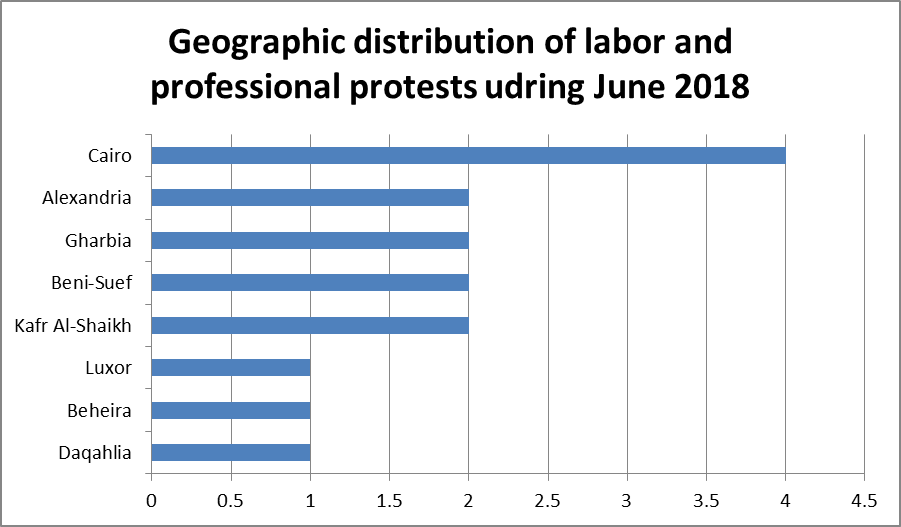 Geographic distribution of labor and
professional protests udring June 2018
Cairo
Alexandria
Gharbia
Beni-Suef
Kafr Al-Shaikh
Luxor
Beheira
Daqahlia
0 0.5 1 1.5 2 2.5 3 3.5 4 4.5